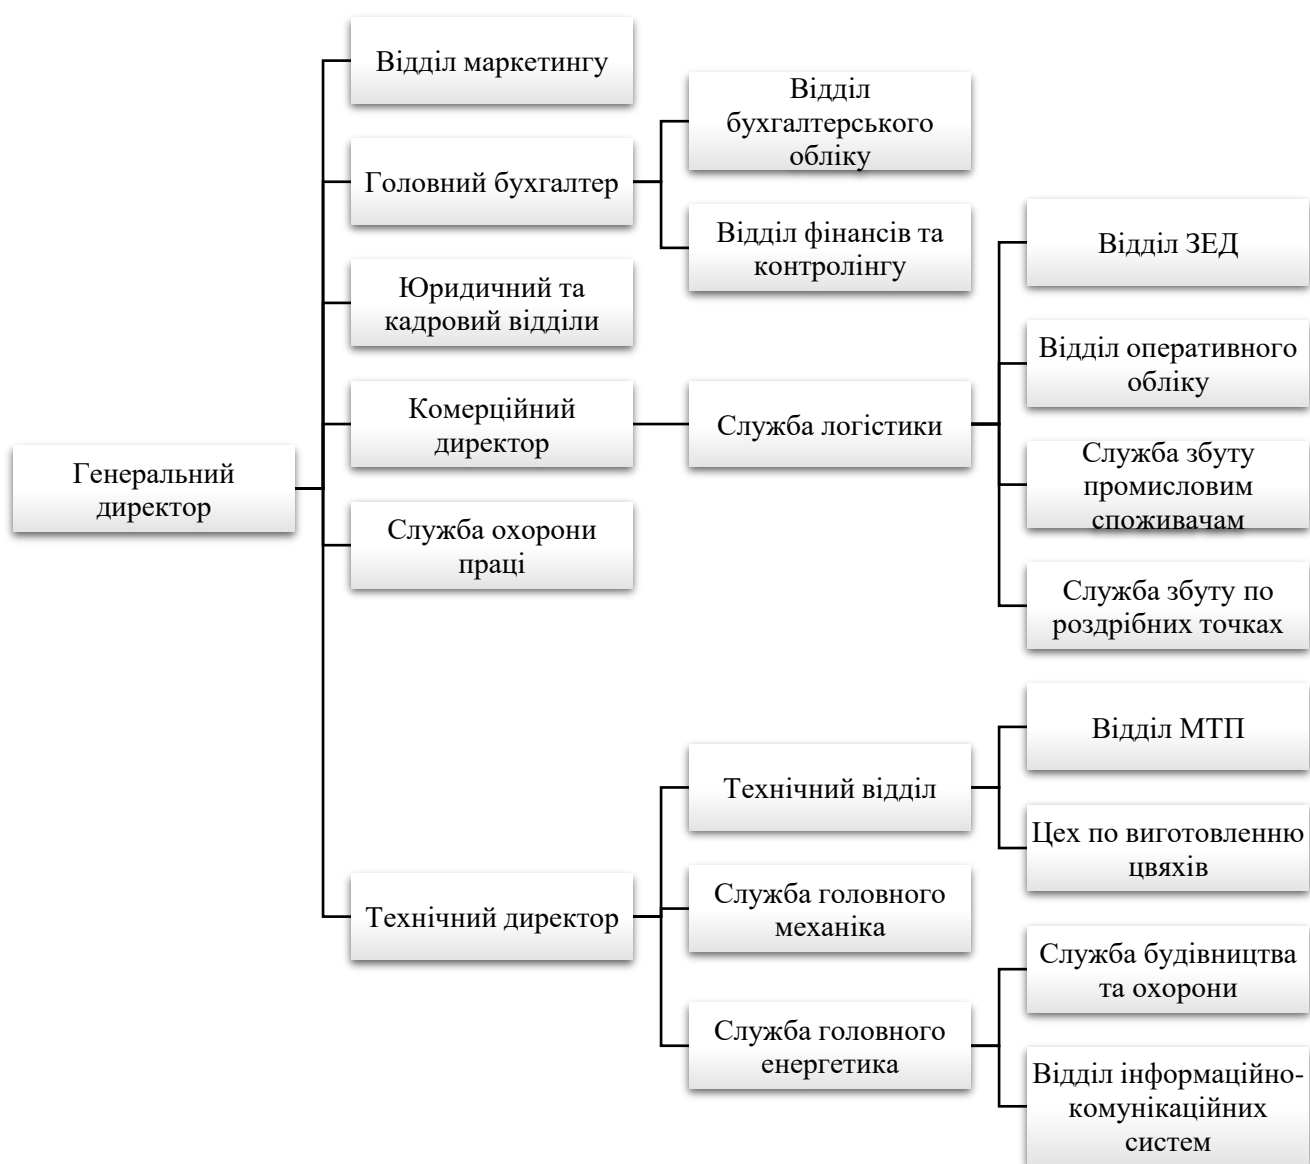 Відділ маркетингу
Відділ
бухгалтерського
обліку
Головний бухгалтер
Відділ фінансів та
контролінгу
Відділ ЗЕД
Юридичний та
кадровий відділи
Відділ оперативного
обліку
Комерційний
директор
Служба логістики
Служба збуту
промисловим
споживачам
Генеральний
директор
Служба охорони
праці
Служба збуту по
роздрібних точках
Відділ МТП
Технічний відділ
Цех по виготовленню
цвяхів
Технічний директор
Служба головного
механіка
Служба будівництва
та охорони
Служба головного
енергетика
Відділ інформаційно-
комунікаційних
систем